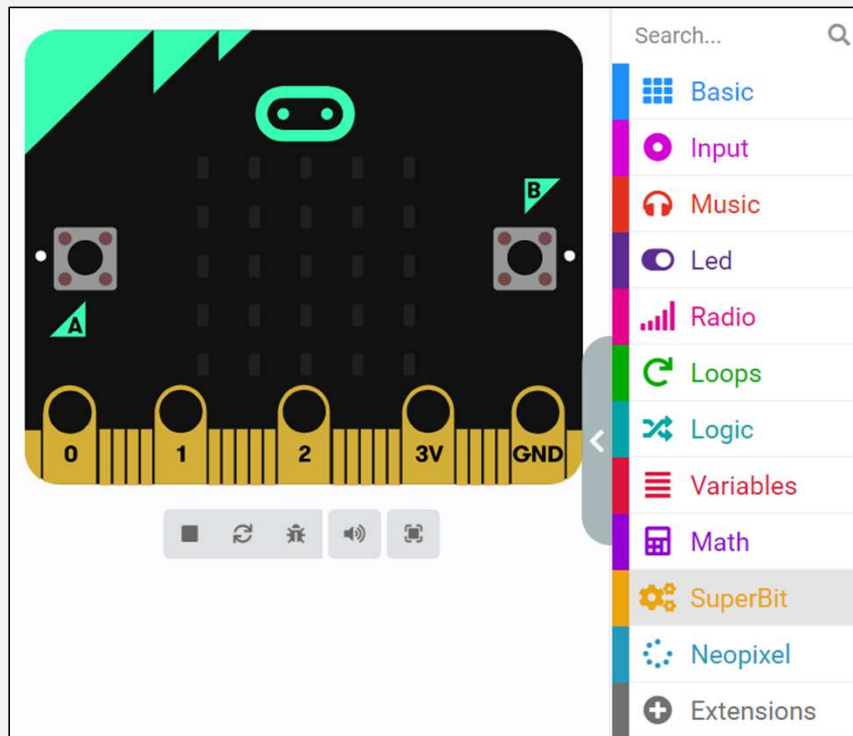 Search...
Basic
Input
B
Music
Led
A
Radio
Loops
Logic
0 1 2 3V GND
Variables
Math
SuperBit
Neopixel
Extensions